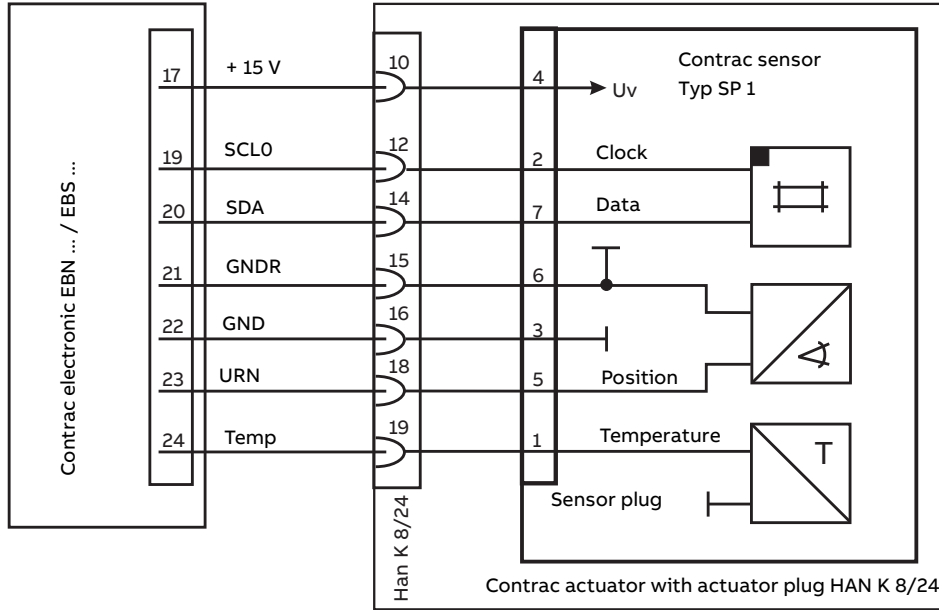 Contrac electronic EBN ... / EBS ...
17
+ 15 V
10
4
Uv
Contrac sensor
Typ SP 1
19
SCL0
12
2
Clock
20
SDA
14
7
Data
21
GNDR
15
6
22
GND
16
3
23
URN
18
5
Position
24
Temp
19
1
Temperature
T
Sensor plug
Han K 8/24
Contrac actuator with actuator plug HAN K 8/24